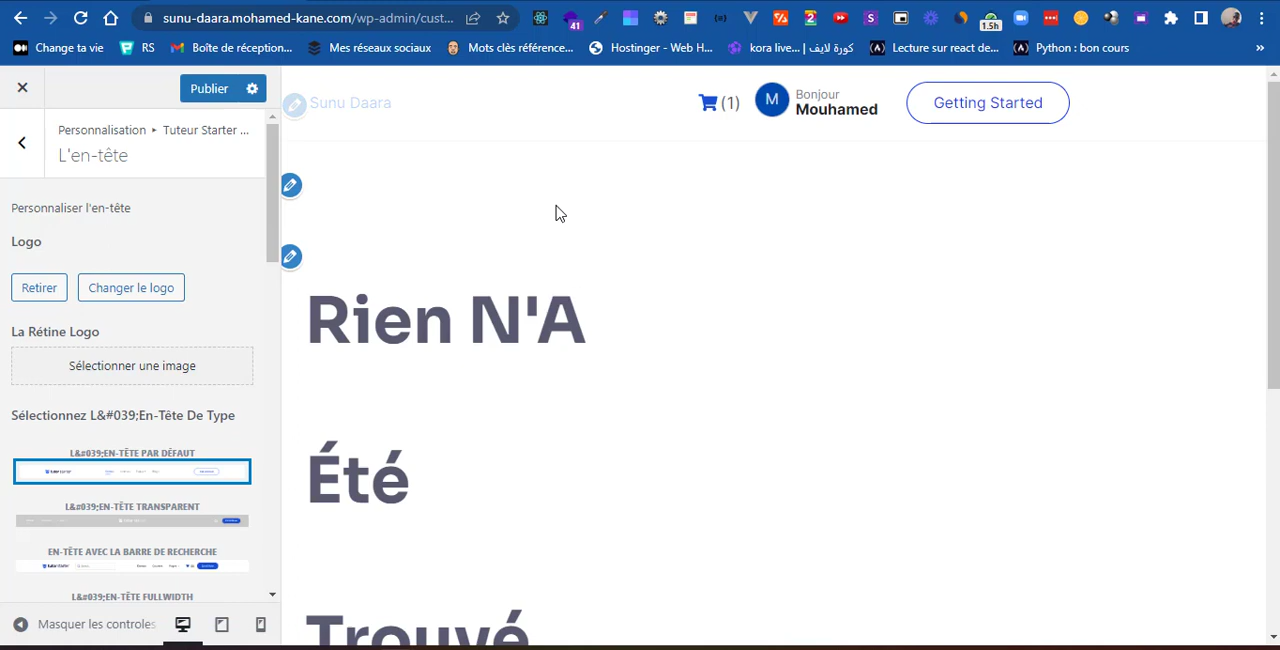 sunu-daara.mohamed-kane.com/wp-admin/cust...
41
2
1.5h
Change ta vie
RS
Boîte de réception...
Mes réseaux sociaux
Mots clés référence...
Hostinger - Web H...
kora live... | كورة لايف
Lecture sur react de...
Python : bon cours
»
Publier
Personnalisation ▸ Tuteur Starter ...
L'en-tête
Personnaliser l'en-tête
Logo
Retirer
Changer le logo
La Rétine Logo
Sélectionner une image
Sélectionnez L&#039;En-Tête De Type
L&#039;EN-TÊTE PAR DÉFAUT
L&#039;EN-TÊTE TRANSPARENT
EN-TÊTE AVEC LA BARRE DE RECHERCHE
L&#039;EN-TÊTE FULLWIDTH
Masquer les controles
Sunu Daara
(1)
M
Bonjour
Mouhamed
Getting Started
Rien N'A
Été
Trouvé